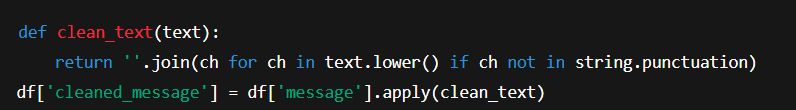 def clean_text(text):
    return ''.join(ch for ch in text.lower() if ch not in string.punctuation)
df['cleaned_message'] = df['message'].apply(clean_text)